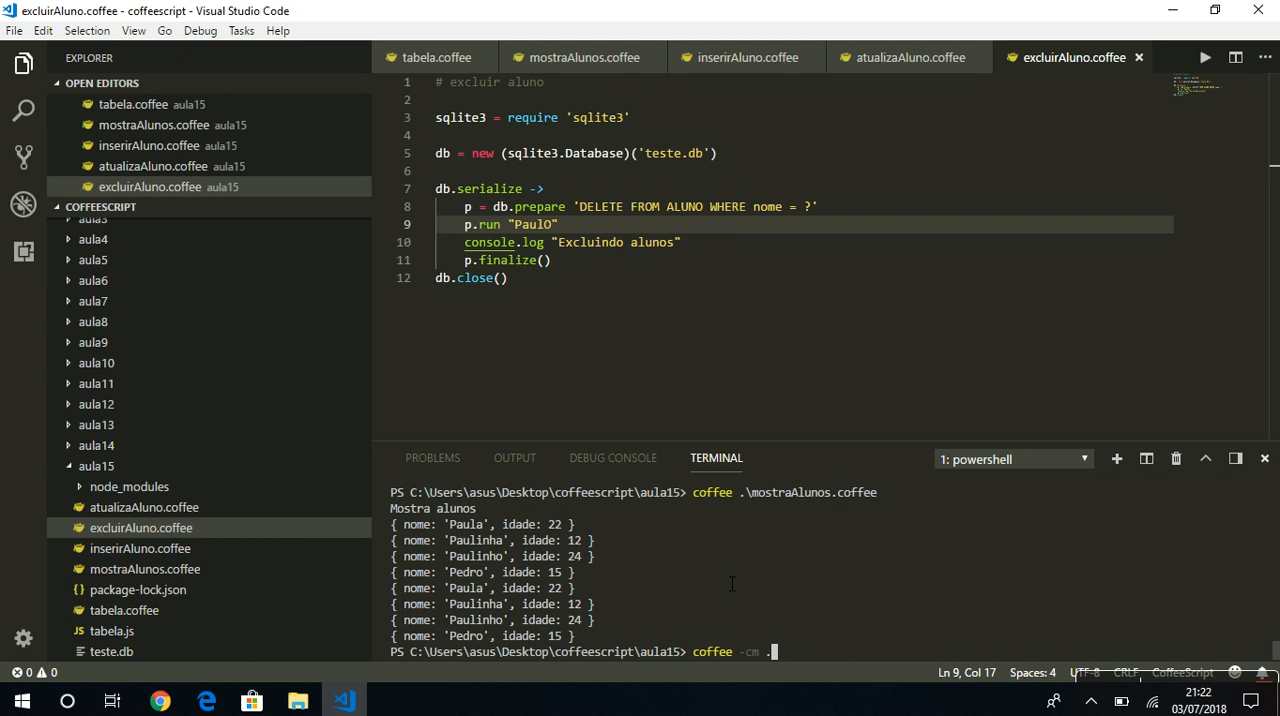 excluirAluno.coffee - coffeescript - Visual Studio Code
File Edit Selection View Go Debug Tasks Help
EXPLORER
OPEN EDITORS
tabela.coffee aula15
mostraAlunos.coffee aula15
inserirAluno.coffee aula15
atualizaAluno.coffee aula15
excluirAluno.coffee aula15
COFFEESCRIPT
aula3
aula4
aula5
aula6
aula7
aula8
aula9
aula10
aula11
aula12
aula13
aula14
aula15
node_modules
atualizaAluno.coffee
excluirAluno.coffee
inserirAluno.coffee
mostraAlunos.coffee
{} package-lock.json
tabela.coffee
JS tabela.js
teste.db
tabela.coffee mostraAlunos.coffee inserirAluno.coffee atualizaAluno.coffee excluirAluno.coffee
1 # excluir aluno
2
3 sqlite3 = require 'sqlite3'
4
5 db = new (sqlite3.Database)('teste.db')
6
7 db.serialize ->
8 p = db.prepare 'DELETE FROM ALUNO WHERE nome = ?'
9 p.run "PaulO"
10 console.log "Excluindo alunos"
11 p.finalize()
12 db.close()
PROBLEMS OUTPUT DEBUG CONSOLE TERMINAL 1: powershell
PS C:\Users\asus\Desktop\coffeescript\aula15> coffee .\mostraAlunos.coffee
Mostra alunos
{ nome: 'Paula', idade: 22 }
{ nome: 'Paulinha', idade: 12 }
{ nome: 'Paulinho', idade: 24 }
{ nome: 'Pedro', idade: 15 }
{ nome: 'Paula', idade: 22 }
{ nome: 'Paulinha', idade: 12 }
{ nome: 'Paulinho', idade: 24 }
{ nome: 'Pedro', idade: 15 }
PS C:\Users\asus\Desktop\coffeescript\aula15> coffee -cm .
0 0 Ln 9, Col 17 Spaces: 4 UTF-8 CRLF CoffeeScript
21:22
03/07/2018